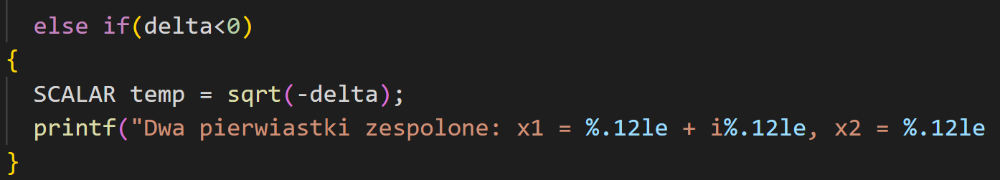 else if(delta<0)
{
SCALAR temp = sqrt(-delta);
printf("Dwa pierwiastki zespolone: x1 = %.12le + i%.12le, x2 = %.12le
}